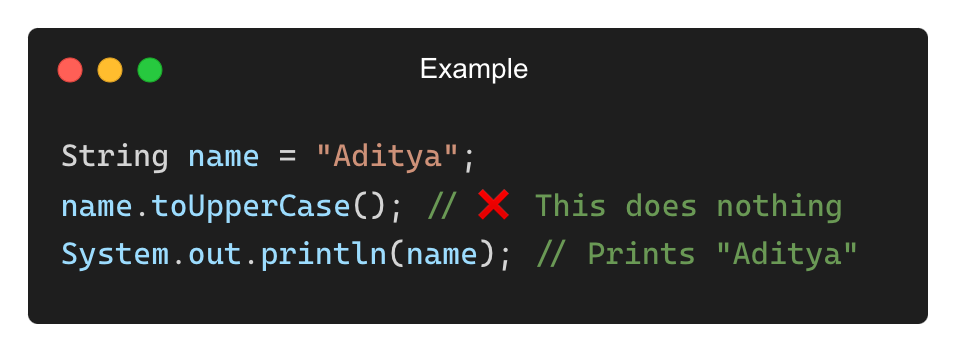 Example
String name = "Aditya";
name.toUpperCase(); // ❌ This does nothing
System.out.println(name); // Prints "Aditya"